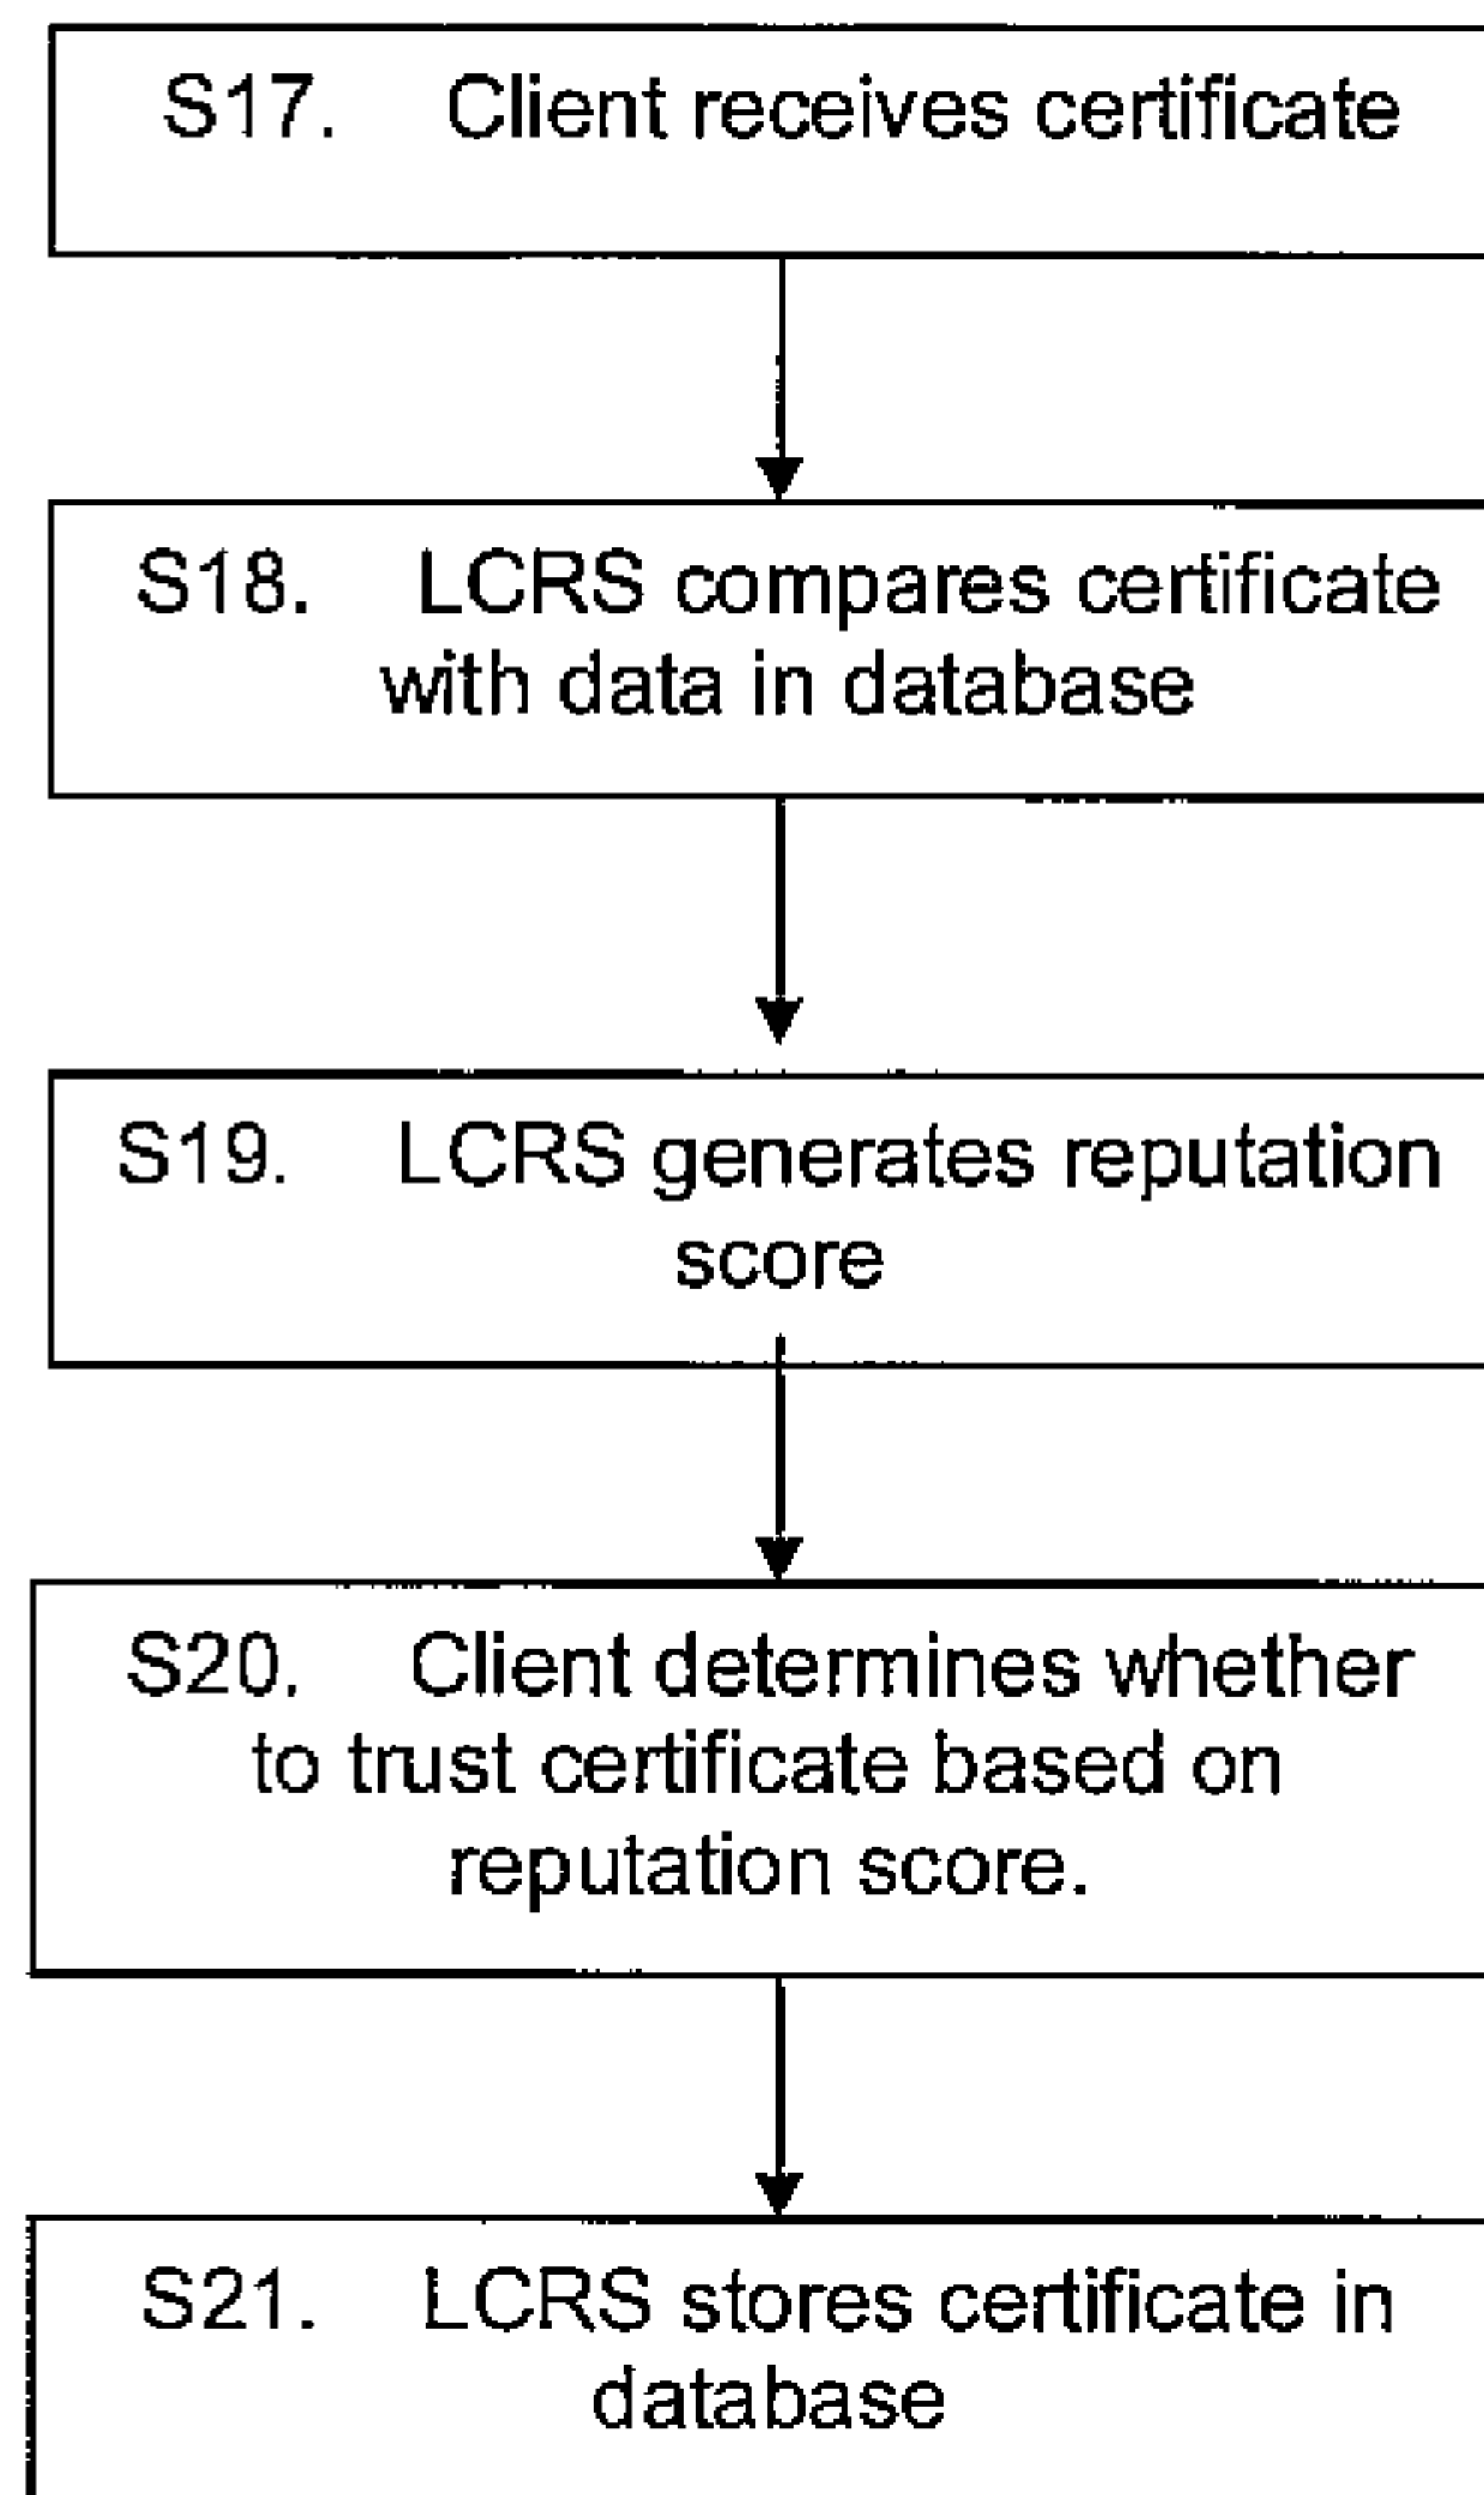 S17. Client receives certificate
S18. LCRS compares certificate
with data in database
S19. LCRS generates reputation
score
S20. Client determines whether
to trust certificate based on
reputation score.
S21. LCRS stores certificate in
database